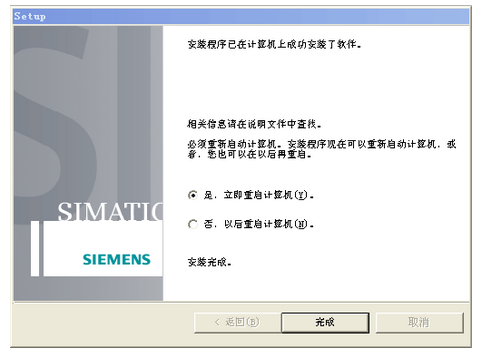 Setup
安装程序已在计算机上成功安装了软件。
相关信息请在说明文件中查找。
必须重新启动计算机。安装程序现在可以重新启动计算机，或
者，您也可以在以后再重启。
是，立即重启计算机(Y)。
否，以后重启计算机(N)。
SIMATIC
SIEMENS
安装完成。
< 返回(B)
完成
取消